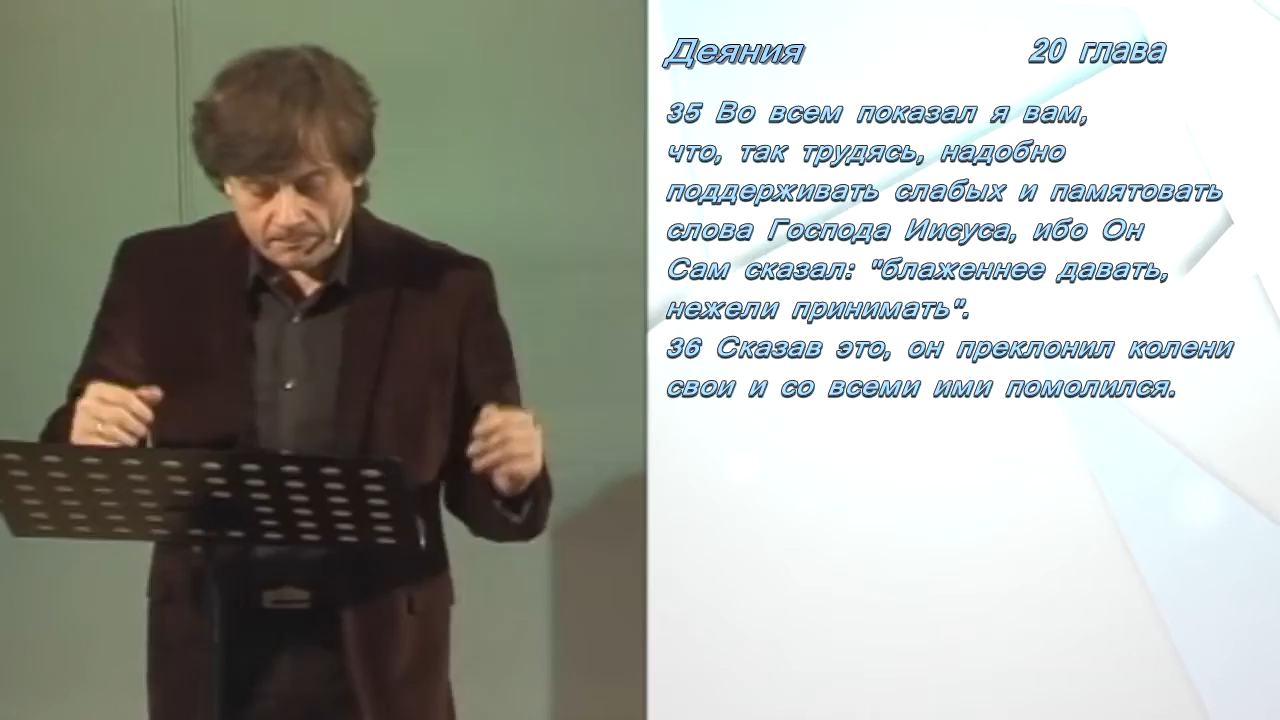 Деяния 20 глава
35 Во всем показал я вам,
что, так трудясь, надобно
поддерживать слабых и памятовать
слова Господа Иисуса, ибо Он
Сам сказал: "блаженнее давать,
нежели принимать".
36 Сказав это, он преклонил колени
свои и со всеми ими помолился.